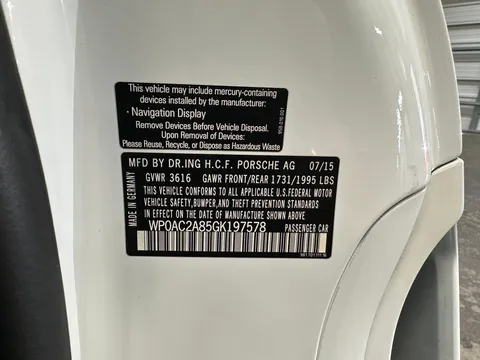 This vehicle may include mercury-containing
devices installed by the manufacturer:
- Navigation Display
Remove Devices Before Vehicle Disposal.
Upon Removal of Devices
Please Reuse, Recycle, or Dispose as Hazardous Waste
MFD BY DR.ING H.C.F. PORSCHE AG 07/15
GVWR 3616 GAWR FRONT/REAR 1731/1995 LBS
THIS VEHICLE CONFORMS TO ALL APPLICABLE U.S.FEDERAL MOTOR
VEHICLE SAFETY,BUMPER,AND THEFT PREVENTION STANDARDS
IN EFFECT ON THE DATE OF MANUFACTURE SHOWN ABOVE.
WP0AC2A85GK197578 PASSENGER CAR
MADE IN GERMANY